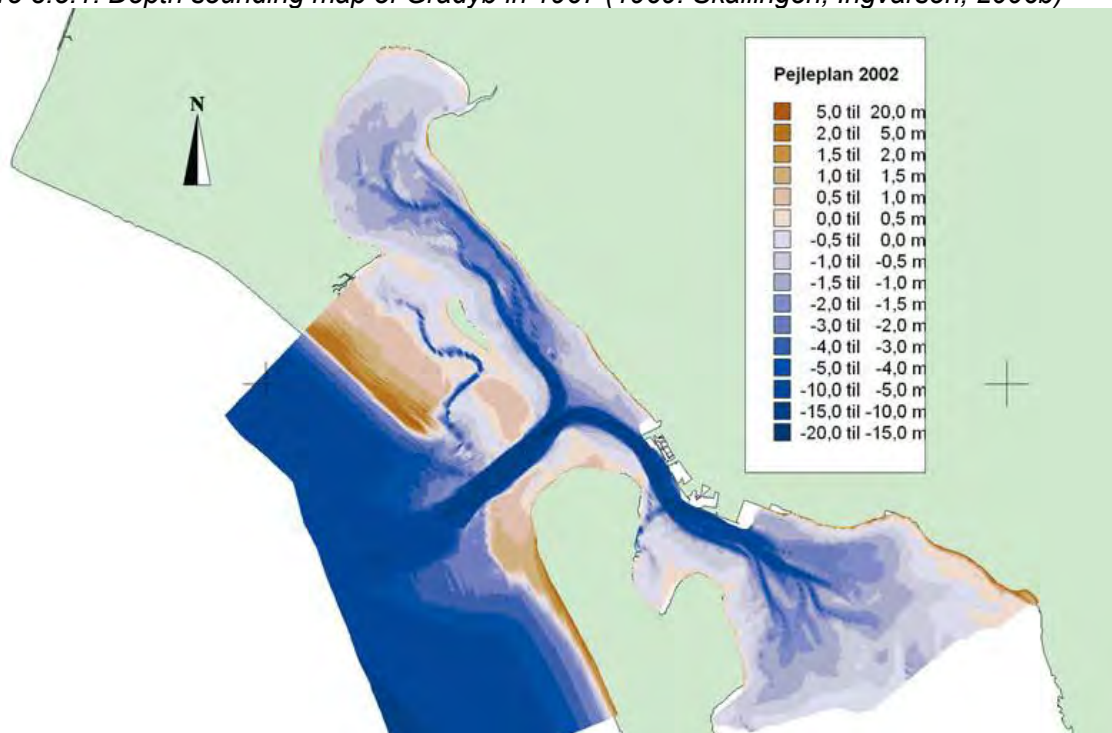 Depth sounding map of Grådyb in Skallingen, Ingvarsen,
N
Pejleplan 2002
5,0 til 20,0 m
2,0 til 5,0 m
1,5 til 2,0 m
1,0 til 1,5 m
0,5 til 1,0 m
0,0 til 0,5 m
-0,5 til 0,0 m
-1,0 til -0,5 m
-1,5 til -1,0 m
-2,0 til -1,5 m
-3,0 til -2,0 m
-4,0 til -3,0 m
-5,0 til -4,0 m
-10,0 til -5,0 m
-15,0 til -10,0 m
-20,0 til -15,0 m